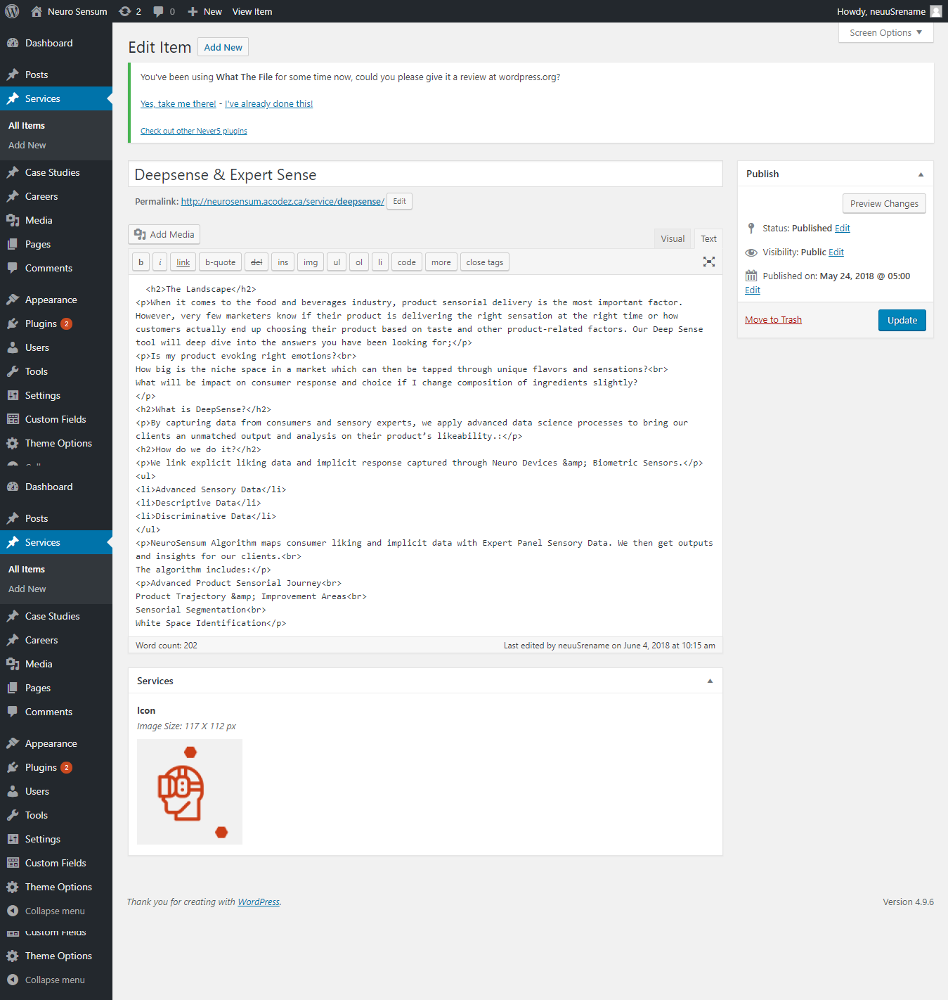 Neuro Sensum 2 0 New View Item Howdy, neuuSrename
Screen Options
Dashboard
Posts
Services
All Items
Add New
Case Studies
Careers
Media
Pages
Comments
Appearance
Plugins 2
Users
Tools
Settings
Custom Fields
Theme Options
Dashboard
Posts
Services
All Items
Add New
Case Studies
Careers
Media
Pages
Comments
Appearance
Plugins 2
Users
Tools
Settings
Custom Fields
Theme Options
Collapse menu
Custom Fields
Theme Options
Collapse menu
Edit Item Add New
You've been using What The File for some time now, could you please give it a review at wordpress.org?
Yes, take me there! - I've already done this!
Check out other Never5 plugins
Deepsense & Expert Sense
Permalink: http://neurosensum.acodez.ca/service/deepsense/ Edit
Add Media
Visual Text
b i link b-quote del ins img ul ol li code more close tags
<h2>The Landscape</h2>
<p>When it comes to the food and beverages industry, product sensorial delivery is the most important factor.
However, very few marketers know if their product is delivering the right sensation at the right time or how
customers actually end up choosing their product based on taste and other product-related factors. Our Deep Sense
tool will deep dive into the answers you have been looking for;</p>
<p>Is my product evoking right emotions?<br>
How big is the niche space in a market which can then be tapped through unique flavors and sensations?<br>
What will be impact on consumer response and choice if I change composition of ingredients slightly?
</p>
<h2>What is DeepSense?</h2>
<p>By capturing data from consumers and sensory experts, we apply advanced data science processes to bring our
clients an unmatched output and analysis on their product’s likeability.:</p>
<h2>How do we do it?</h2>
<p>We link explicit liking data and implicit response captured through Neuro Devices &amp; Biometric Sensors.</p>
<ul>
<li>Advanced Sensory Data</li>
<li>Descriptive Data</li>
<li>Discriminative Data</li>
</ul>
<p>NeuroSensum Algorithm maps consumer liking and implicit data with Expert Panel Sensory Data. We then get outputs
and insights for our clients.<br>
The algorithm includes:</p>
<p>Advanced Product Sensorial Journey<br>
Product Trajectory &amp; Improvement Areas<br>
Sensorial Segmentation<br>
White Space Identification</p>
Word count: 202 Last edited by neuuSrename on June 4, 2018 at 10:15 am
Services
Icon
Image Size: 117 X 112 px
Publish
Preview Changes
Status: Published Edit
Visibility: Public Edit
Published on: May 24, 2018 @ 05:00
Edit
Move to Trash Update
Thank you for creating with WordPress. Version 4.9.6